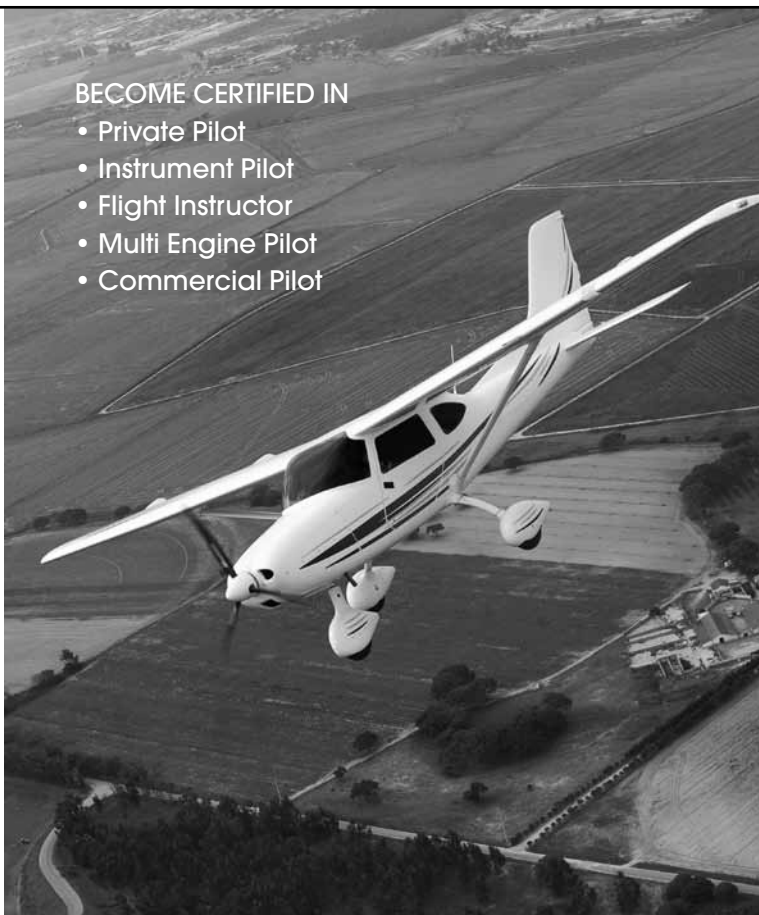 BECOME CERTIFIED IN
• Private Pilot
• Instrument Pilot
• Flight Instructor
• Multi Engine Pilot
• Commercial Pilot